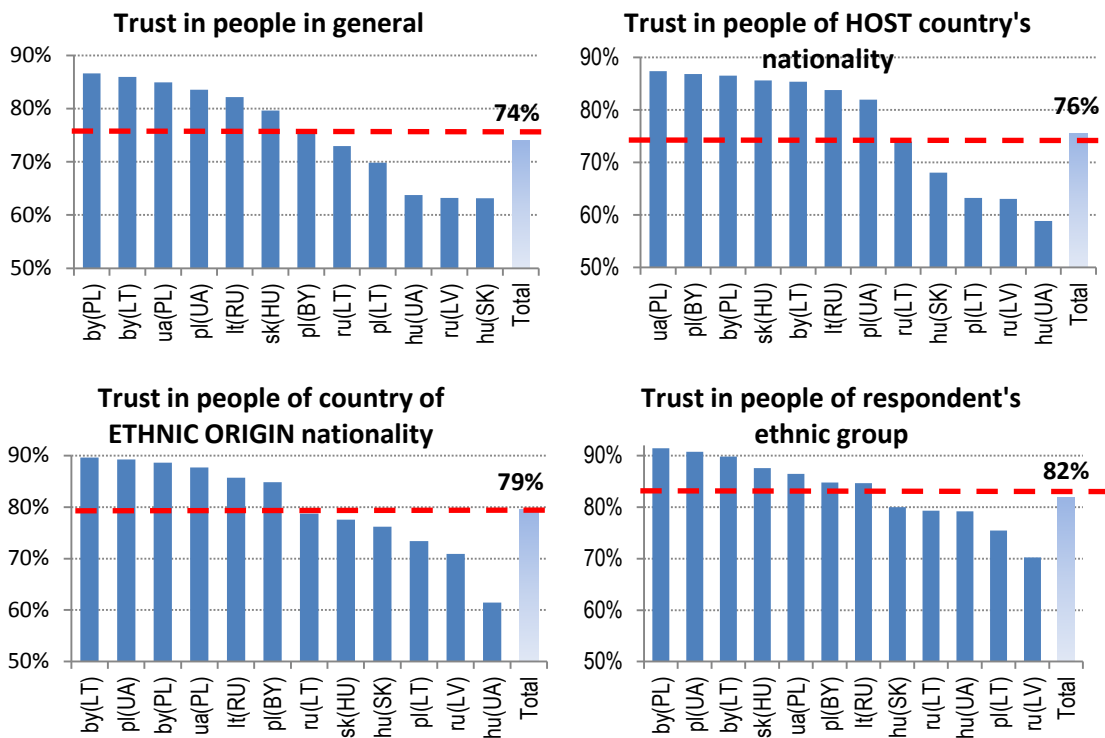 Trust in people in general
90%
80%
70%
60%
50%
74%
by(PL)
by(LT)
ua(PL)
pl(UA)
lt(RU)
sk(HU)
pl(BY)
ru(LT)
pl(LT)
hu(UA)
ru(LV)
hu(SK)
Total
Trust in people of HOST country's
nationality
90%
80%
70%
60%
50%
76%
ua(PL)
pl(BY)
by(PL)
sk(HU)
by(LT)
lt(RU)
pl(UA)
ru(LT)
hu(SK)
pl(LT)
ru(LV)
hu(UA)
Total
Trust in people of country of
ETHNIC ORIGIN nationality
90%
80%
70%
60%
50%
79%
by(LT)
pl(UA)
by(PL)
ua(PL)
lt(RU)
pl(BY)
ru(LT)
sk(HU)
hu(SK)
pl(LT)
ru(LV)
hu(UA)
Total
Trust in people of respondent's
ethnic group
90%
80%
70%
60%
50%
82%
by(PL)
pl(UA)
by(LT)
sk(HU)
ua(PL)
pl(BY)
lt(RU)
hu(SK)
ru(LT)
hu(UA)
pl(LT)
ru(LV)
Total